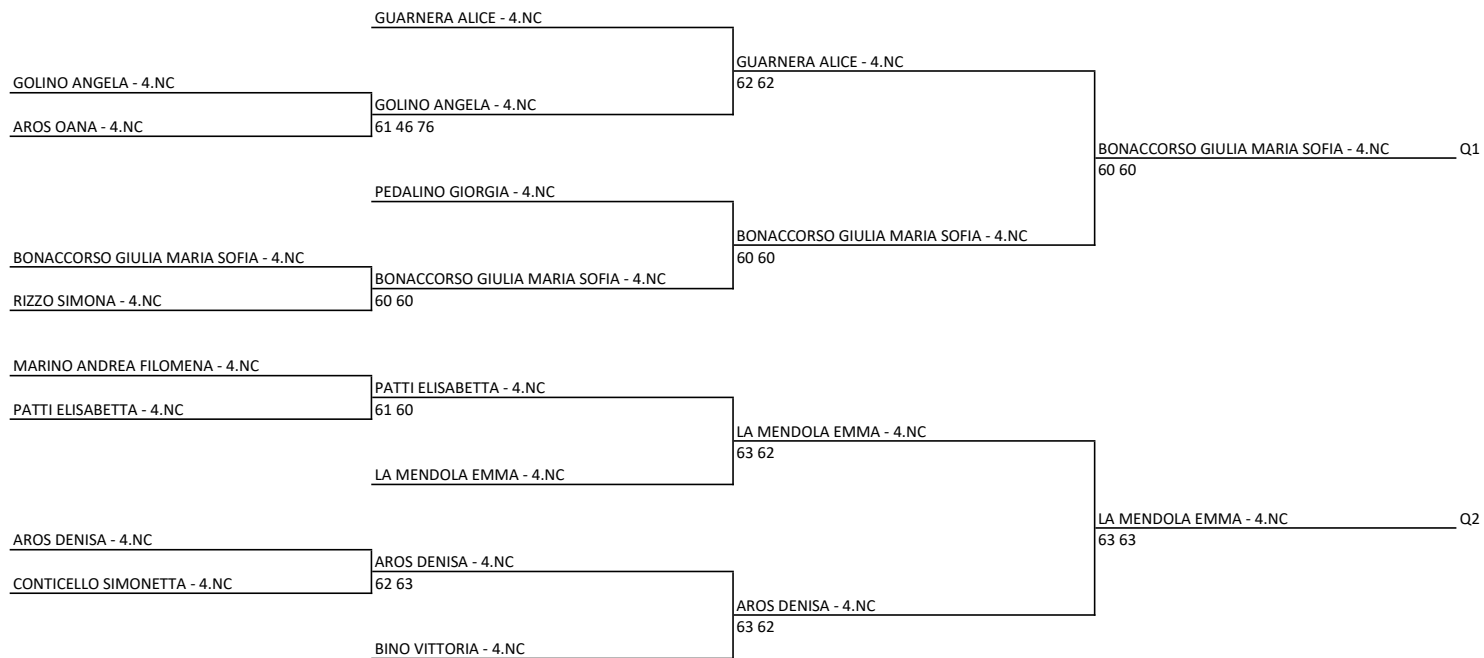 GUARNERA ALICE - 4.NC
GUARNERA ALICE - 4.NC
GOLINO ANGELA - 4.NC
62 62
GOLINO ANGELA - 4.NC
AROS OANA - 4.NC
61 46 76
BONACCORSO GIULIA MARIA SOFIA - 4.NC Q1
60 60
PEDALINO GIORGIA - 4.NC
BONACCORSO GIULIA MARIA SOFIA - 4.NC
BONACCORSO GIULIA MARIA SOFIA - 4.NC
60 60
BONACCORSO GIULIA MARIA SOFIA - 4.NC
RIZZO SIMONA - 4.NC
60 60
MARINO ANDREA FILOMENA - 4.NC
PATTI ELISABETTA - 4.NC
PATTI ELISABETTA - 4.NC
61 60
LA MENDOLA EMMA - 4.NC
63 62
LA MENDOLA EMMA - 4.NC
LA MENDOLA EMMA - 4.NC Q2
63 63
AROS DENISA - 4.NC
AROS DENISA - 4.NC
CONTICELLO SIMONETTA - 4.NC
62 63
AROS DENISA - 4.NC
63 62
BINO VITTORIA - 4.NC